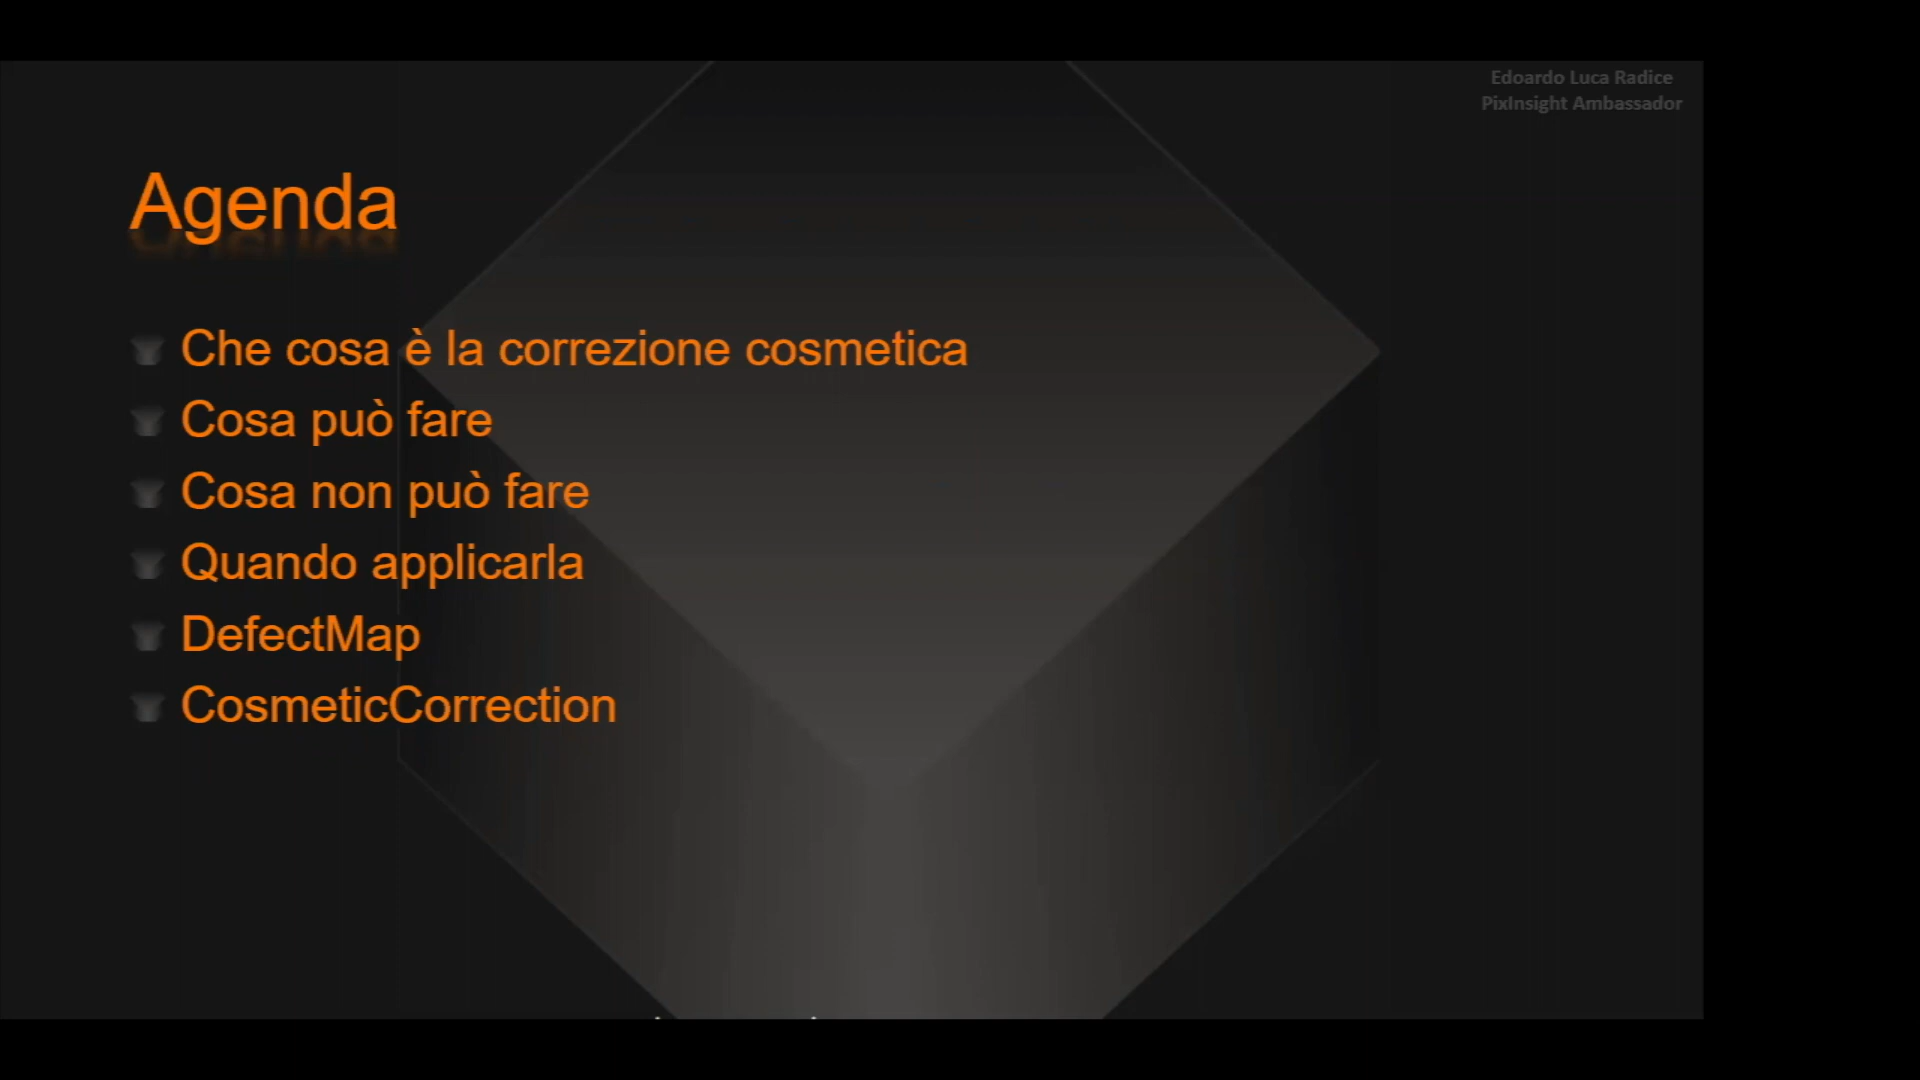 Edoardo Luca Radice
PixInsight Ambassador
Agenda
Che cosa è la correzione cosmetica
Cosa può fare
Cosa non può fare
Quando applicarla
DefectMap
CosmeticCorrection